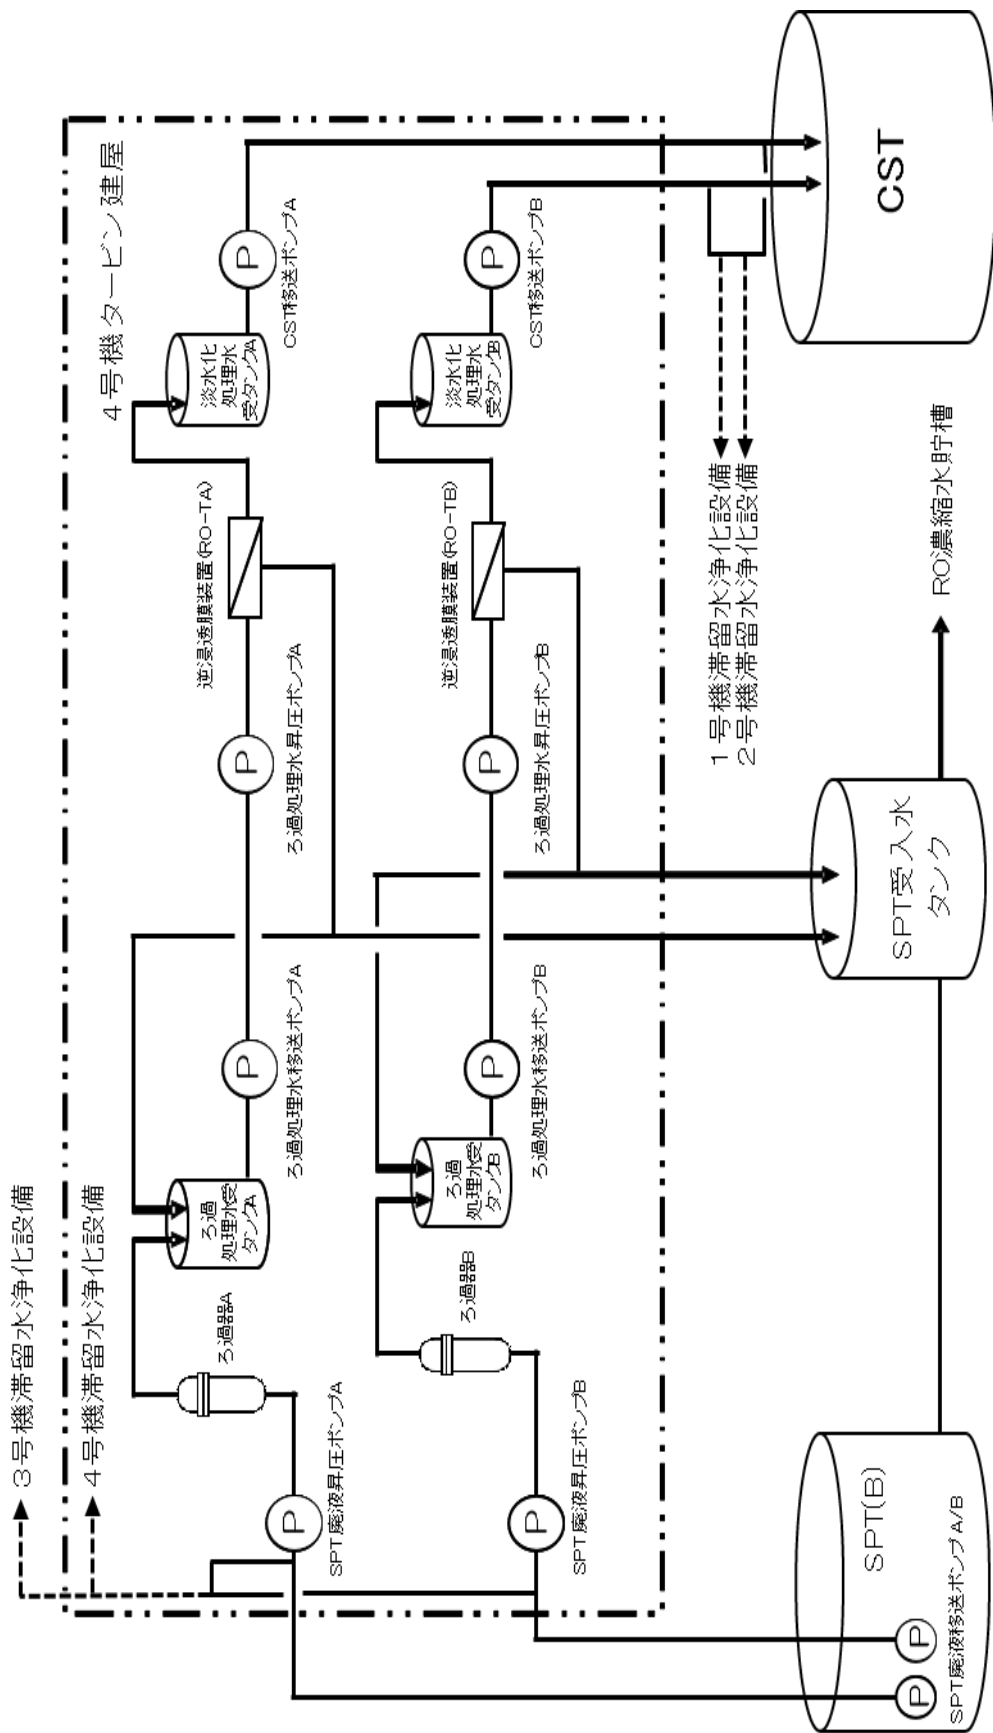 3号機滞留水浄化設備
4号機滞留水浄化設備
4号機タービン建屋
P
SPT廃液昇圧ポンプA
ろ過器A
ろ過
処理水受
タンクA
P
ろ過処理水移送ポンプA
P
ろ過処理水昇圧ポンプA
逆浸透膜装置(RO-TA)
淡水化
処理水
受タンクA
P
CST移送ポンプA
P
SPT廃液昇圧ポンプB
ろ過器B
ろ過
処理水受
タンクB
P
ろ過処理水移送ポンプB
P
ろ過処理水昇圧ポンプB
逆浸透膜装置(RO-TB)
淡水化
処理水
受タンクB
P
CST移送ポンプB
1号機滞留水浄化設備
2号機滞留水浄化設備
SPT(B)
P
P
SPT廃液移送ポンプA/B
SPT受入水
タンク
RO濃縮水貯槽
CST